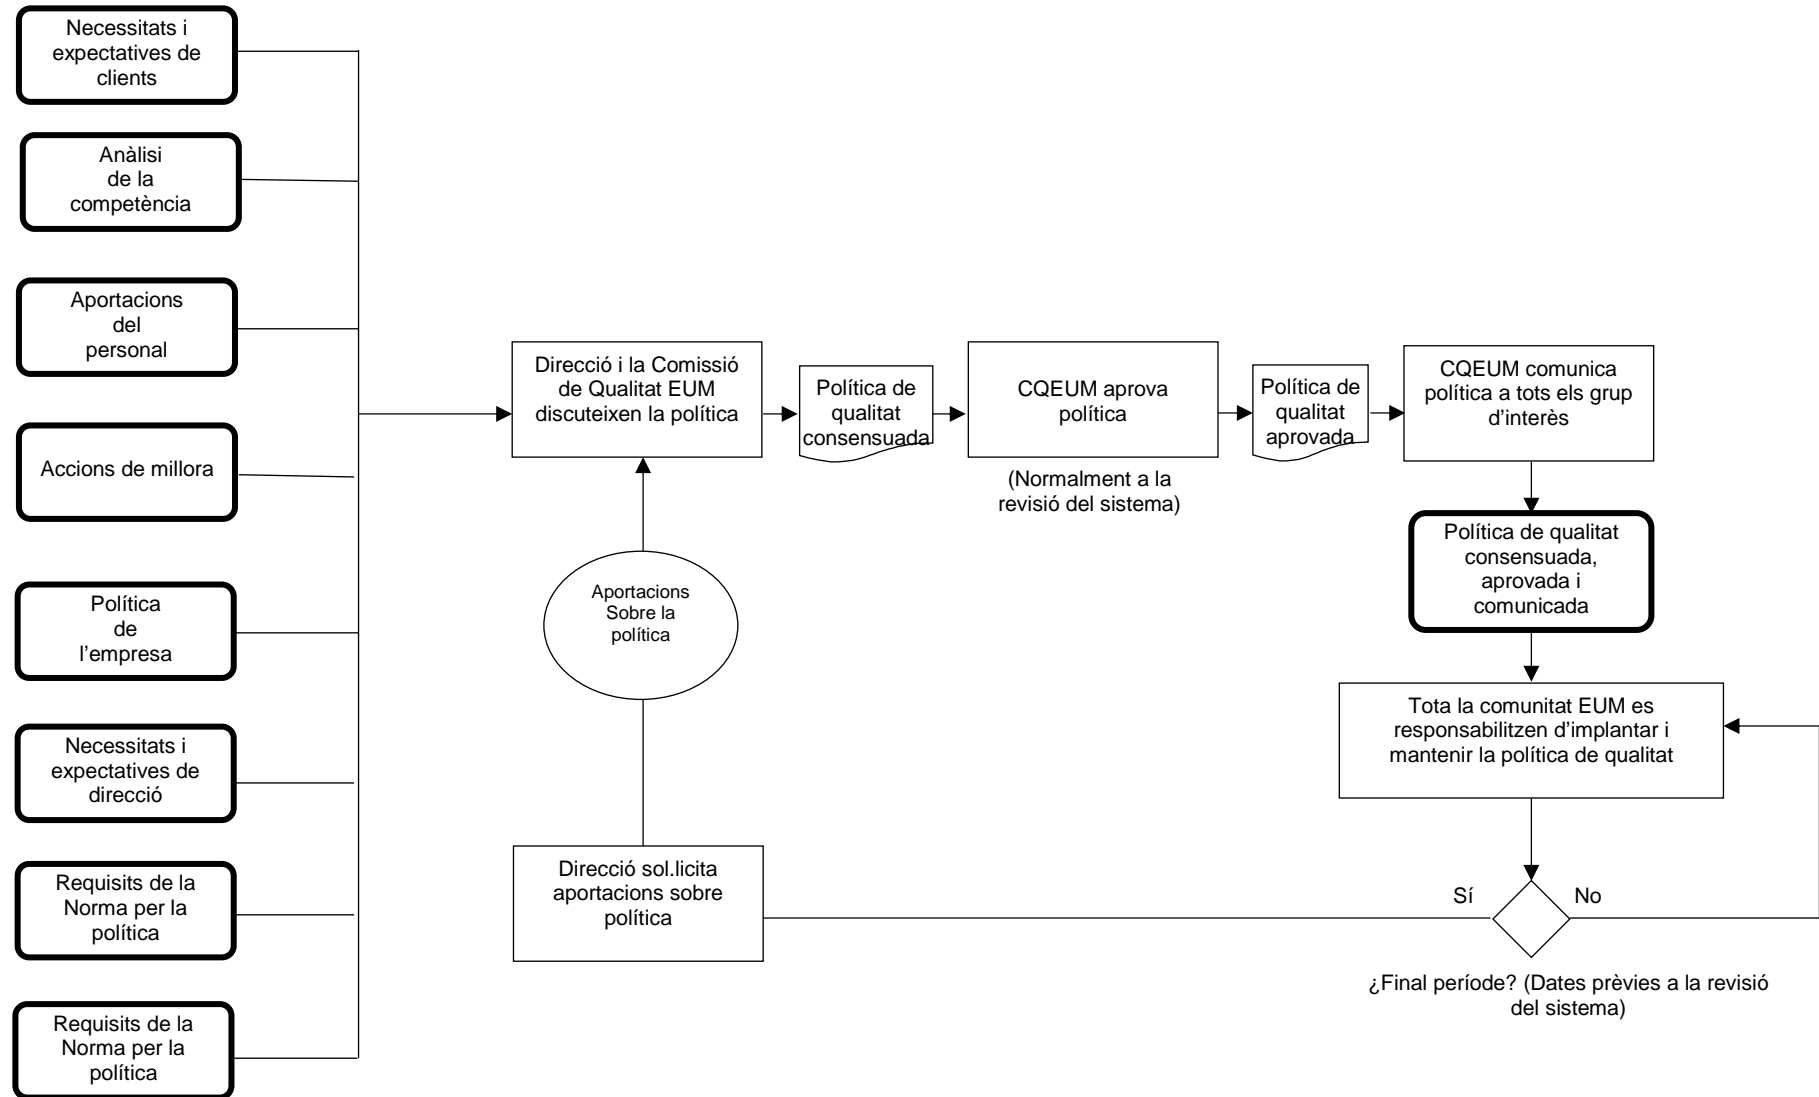 Necessitats i
expectatives de
clients
Anàlisi
de la
competència
Aportacions
del
personal
Accions de millora
Política
de
l’empresa
Necessitats i
expectatives de
direcció
Requisits de la
Norma per la
política
Requisits de la
Norma per la
política
Direcció i la Comissió
de Qualitat EUM
discuteixen la política
Política de
qualitat
consensuada
CQEUM aprova
política
(Normalment a la
revisió del sistema)
Política de
qualitat
aprovada
CQEUM comunica
política a tots els grup
d’interès
Política de qualitat
consensuada,
aprovada i
comunicada
Aportacions
Sobre la
política
Tota la comunitat EUM es
responsabilitzen d’implantar i
mantenir la política de qualitat
Direcció sol.licita
aportacions sobre
política
Sí
No
¿Final període? (Dates prèvies a la revisió
del sistema)